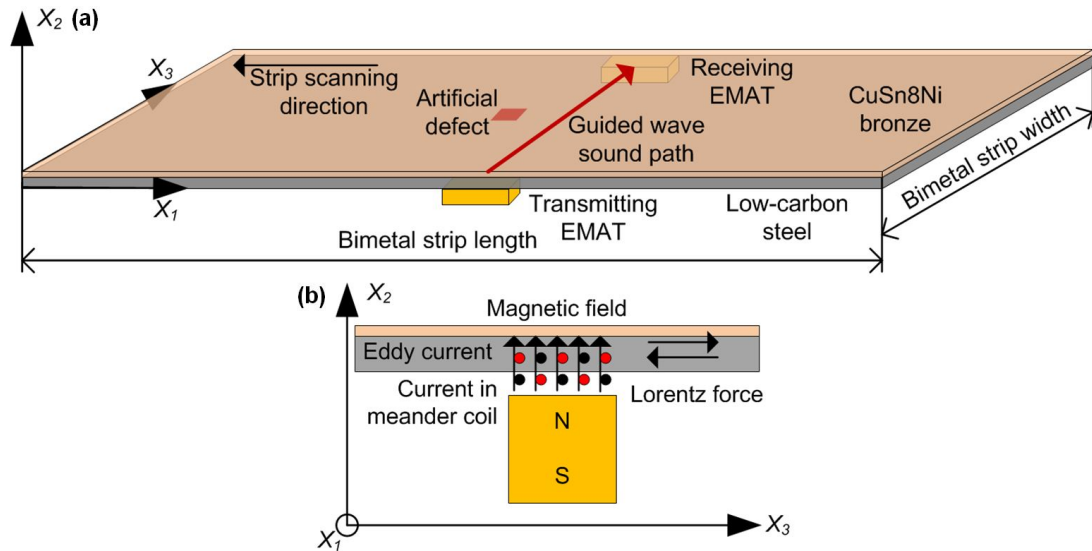 X2 (a)
X3
Strip scanning
direction
Artificial
defect
Receiving
EMAT
Guided wave
sound path
CuSn8Ni
bronze
Bimetal strip width
X1
Transmitting
EMAT
Low-carbon
steel
Bimetal strip length
(b)
X2
Magnetic field
Eddy current
Current in
meander coil
Lorentz force
N
S
X1
X3